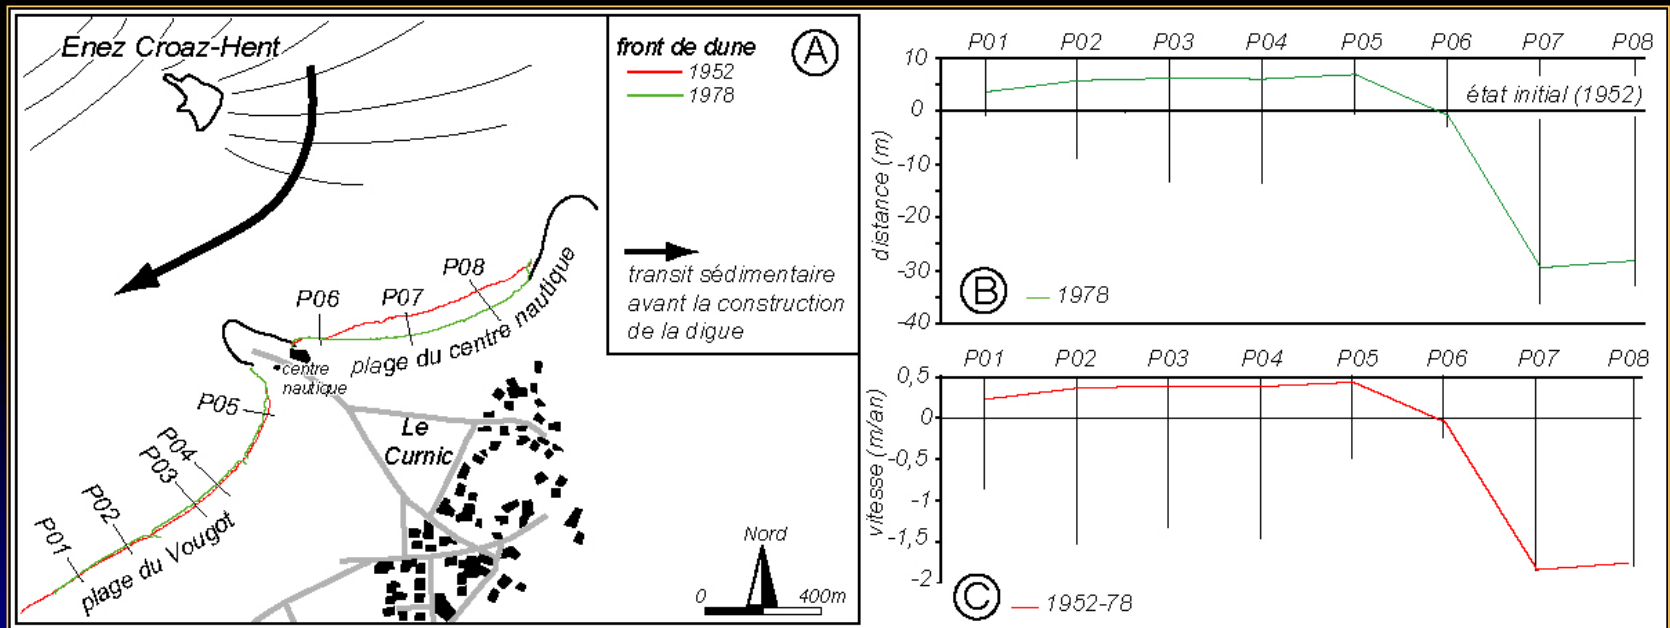 Enez Croaz-Hent
P08
P07
P06
plage du centre nautique
centre
nautique
P05
P04
P03
P02
P01
plage du Vougot
Le
Curnic
Nord
0 400m
front de dune
1952
1978
A
transit sédimentaire
avant la construction
de la digue
P01 P02 P03 P04 P05 P06 P07 P08
10
0
-10
-20
-30
-40
distance (m)
état initial (1952)
B
1978
P01 P02 P03 P04 P05 P06 P07 P08
0,5
0
-0,5
-1
-1,5
-2
vitesse (m/an)
C
1952-78